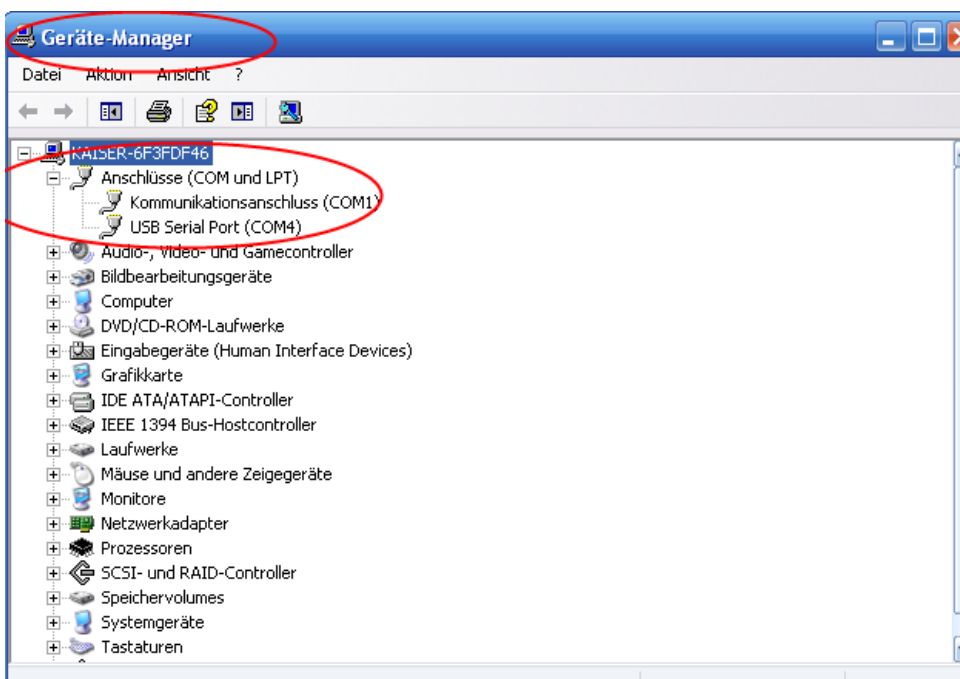 Geräte-Manager
Datei Aktion Ansicht ?
KAISER-6F3FDF46
Anschlüsse (COM und LPT)
Kommunikationsanschluss (COM1)
USB Serial Port (COM4)
Audio-, Video- und Gamecontroller
Bildbearbeitungsgeräte
Computer
DVD/CD-ROM-Laufwerke
Eingabegeräte (Human Interface Devices)
Grafikkarte
IDE ATA/ATAPI-Controller
IEEE 1394 Bus-Hostcontroller
Laufwerke
Mäuse und andere Zeigegeräte
Monitore
Netzwerkadapter
Prozessoren
SCSI- und RAID-Controller
Speichervolumes
Systemgeräte
Tastaturen